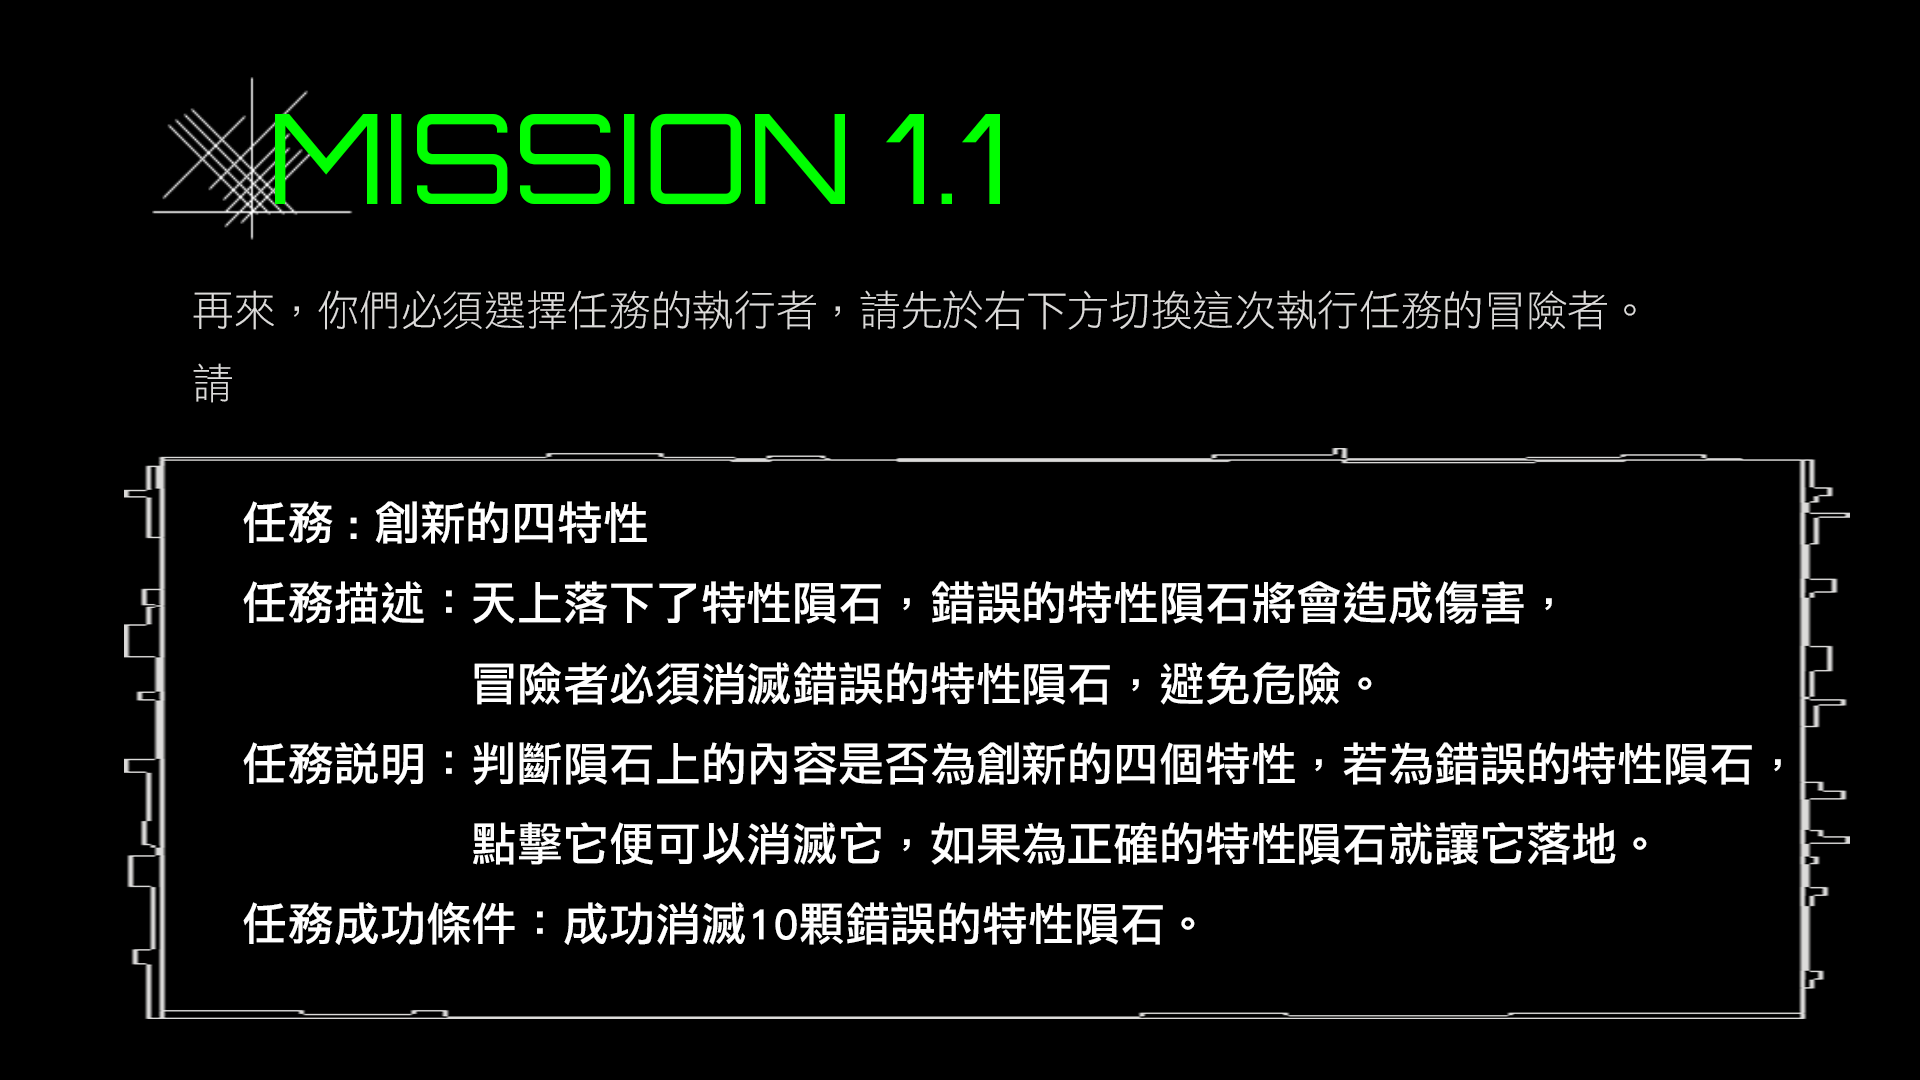 MISSION 1.1
再來，你們必須選擇任務的執行者，請先於右下方切換這次執行任務的冒險者。
請
任務 : 創新的四特性
任務描述：天上落下了特性隕石，錯誤的特性隕石將會造成傷害，
冒險者必須消滅錯誤的特性隕石，避免危險。
任務説明：判斷隕石上的內容是否為創新的四個特性，若為錯誤的特性隕石，
點擊它便可以消滅它，如果為正確的特性隕石就讓它落地。
任務成功條件：成功消滅10顆錯誤的特性隕石。